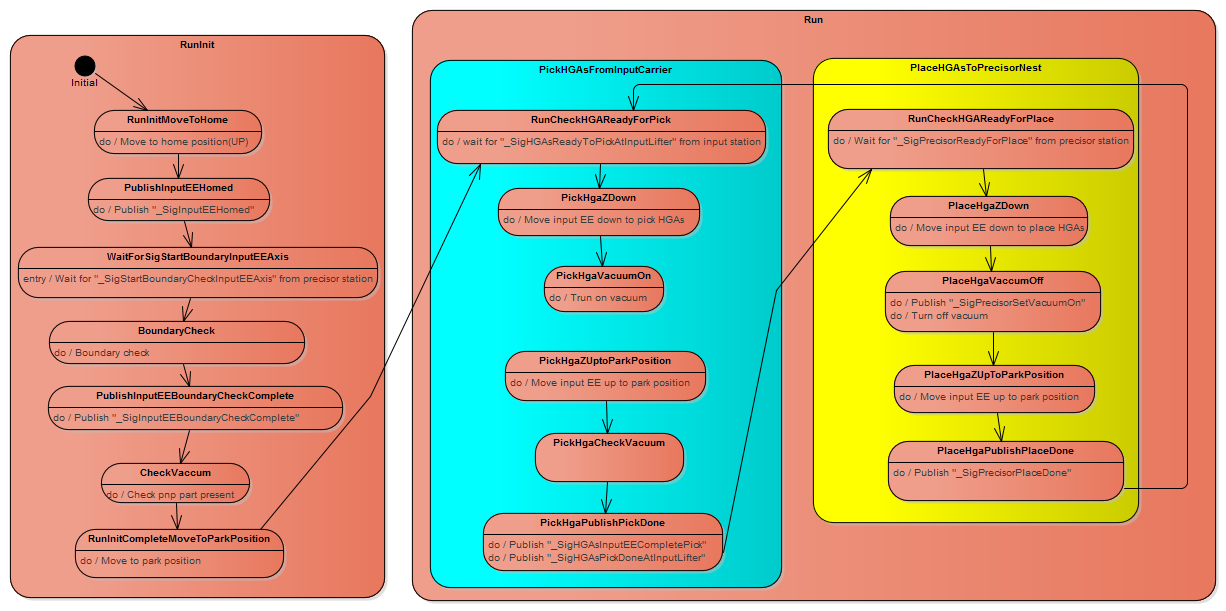 RunInit
Initial
RunInitMoveToHome
do / Move to home position(UP)
PublishInputEEHomed
do / Publish "_SigInputEEHomed"
WaitForSigStartBoundaryInputEEAxis
entry / Wait for "_SigStartBoundaryCheckInputEEAxis" from precisor station
BoundaryCheck
do / Boundary check
PublishInputEEBoundaryCheckComplete
do / Publish "_SigInputEEBoundaryCheckComplete"
CheckVaccum
do / Check pnp part present
RunInitCompleteMoveToParkPosition
do / Move to park position
Run
PickHGAsFromInputCarrier
RunCheckHGAReadyForPick
do / wait for "_SigHGAsReadyToPickAtInputLifter" from input station
PickHgaZDown
do / Move input EE down to pick HGAs
PickHgaVacuumOn
do / Trun on vacuum
PickHgaZUptoParkPosition
do / Move input EE up to park position
PickHgaCheckVacuum
PickHgaPublishPickDone
do / Publish "_SigHGAsInputEECompletePick"
do / Publish "_SigHGAsPickDoneAtInputLifter"
PlaceHGAsToPrecisorNest
RunCheckHGAReadyForPlace
do / Wait for "_SigPrecisorReadyForPlace" from precisor station
PlaceHgaZDown
do / Move input EE down to place HGAs
PlaceHgaVacuumOff
do / Publish "_SigPrecisorSetVacuumOn"
do / Turn off vacuum
PlaceHgaZUpToParkPosition
do / Move input EE up to park position
PlaceHgaPublishPlaceDone
do / Publish "_SigPrecisorPlaceDone"